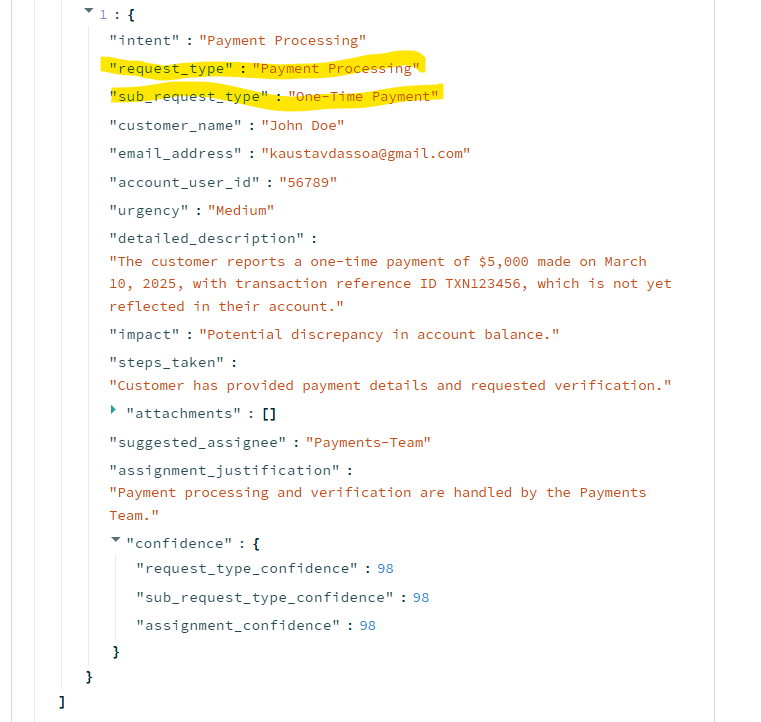 1 : {
"intent" : "Payment Processing"
"request_type" : "Payment Processing"
"sub_request_type" : "One-Time Payment"
"customer_name" : "John Doe"
"email_address" : "kaustavdassoa@gmail.com"
"account_user_id" : "56789"
"urgency" : "Medium"
"detailed_description" :
"The customer reports a one-time payment of $5,000 made on March
10, 2025, with transaction reference ID TXN123456, which is not yet
reflected in their account."
"impact" : "Potential discrepancy in account balance."
"steps_taken" :
"Customer has provided payment details and requested verification."
"attachments" : []
"suggested_assignee" : "Payments-Team"
"assignment_justification" :
"Payment processing and verification are handled by the Payments
Team."
"confidence" : {
"request_type_confidence" : 98
"sub_request_type_confidence" : 98
"assignment_confidence" : 98
}
}
]